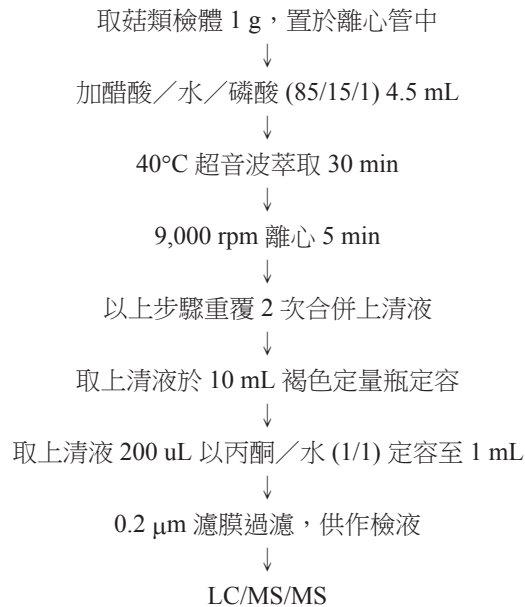 取菇類檢體 1 g，置於離心管中
↓
加醋酸／水／磷酸 (85/15/1) 4.5 mL
↓
40°C 超音波萃取 30 min
↓
9,000 rpm 離心 5 min
↓
以上步驟重覆 2 次合併上清液
↓
取上清液於 10 mL 褐色定量瓶定容
↓
取上清液 200 uL 以丙酮／水 (1/1) 定容至 1 mL
↓
0.2 μm 濾膜過濾，供作檢液
↓
LC/MS/MS